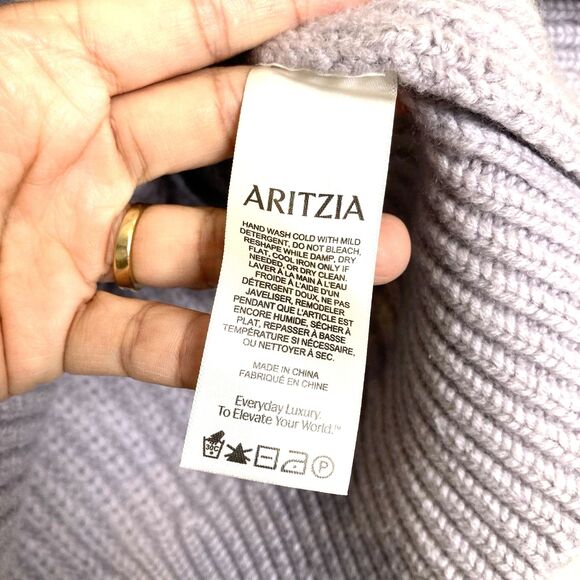 ARITZIA
HAND WASH COLD WITH MILD
DETERGENT, DO NOT BLEACH,
RESHAPE WHILE DAMP, DRY
FLAT, COOL IRON ONLY IF
NEEDED, OR DRY CLEAN.
LAVER À LA MAIN À L'EAU
FROIDE À L'AIDE D'UN
DÉTERGENT DOUX, NE PAS
JAVELISER, REMODELER
PENDANT QUE L'ARTICLE EST
ENCORE HUMIDE, SÉCHER À
PLAT, REPASSER À BASSE
TEMPÉRATURE SI NÉCESSAIRE,
OU NETTOYER À SEC.
MADE IN CHINA
FABRIQUÉ EN CHINE
Everyday Luxury.
To Elevate Your World.™
30C P